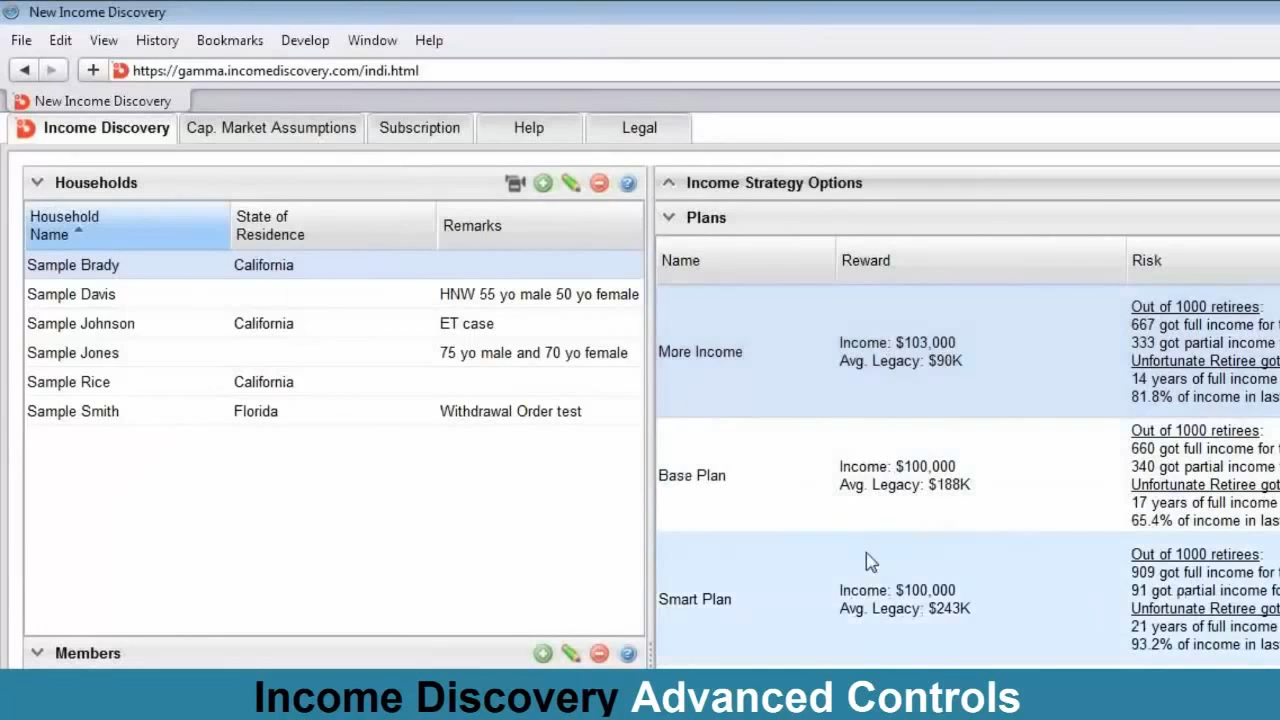 New Income Discovery
File Edit View History Bookmarks Develop Window Help
https://gamma.incomediscovery.com/indi.html
New Income Discovery
Income Discovery Cap. Market Assumptions Subscription Help Legal
Households
Household Name State of Residence Remarks
Sample Brady California
Sample Davis HNW 55 yo male 50 yo female
Sample Johnson California ET case
Sample Jones 75 yo male and 70 yo female
Sample Rice California
Sample Smith Florida Withdrawal Order test
Members
Income Strategy Options
Plans
Name Reward Risk
More Income
Income: $103,000
Avg. Legacy: $90K
Out of 1000 retirees:
667 got full income for
333 got partial income
Unfortunate Retiree got
14 years of full income
81.8% of income in las
Base Plan
Income: $100,000
Avg. Legacy: $188K
Out of 1000 retirees:
660 got full income for
340 got partial income
Unfortunate Retiree got
17 years of full income
65.4% of income in las
Smart Plan
Income: $100,000
Avg. Legacy: $243K
Out of 1000 retirees:
909 got full income for
91 got partial income fo
Unfortunate Retiree got
21 years of full income
93.2% of income in las
Income Discovery Advanced Controls